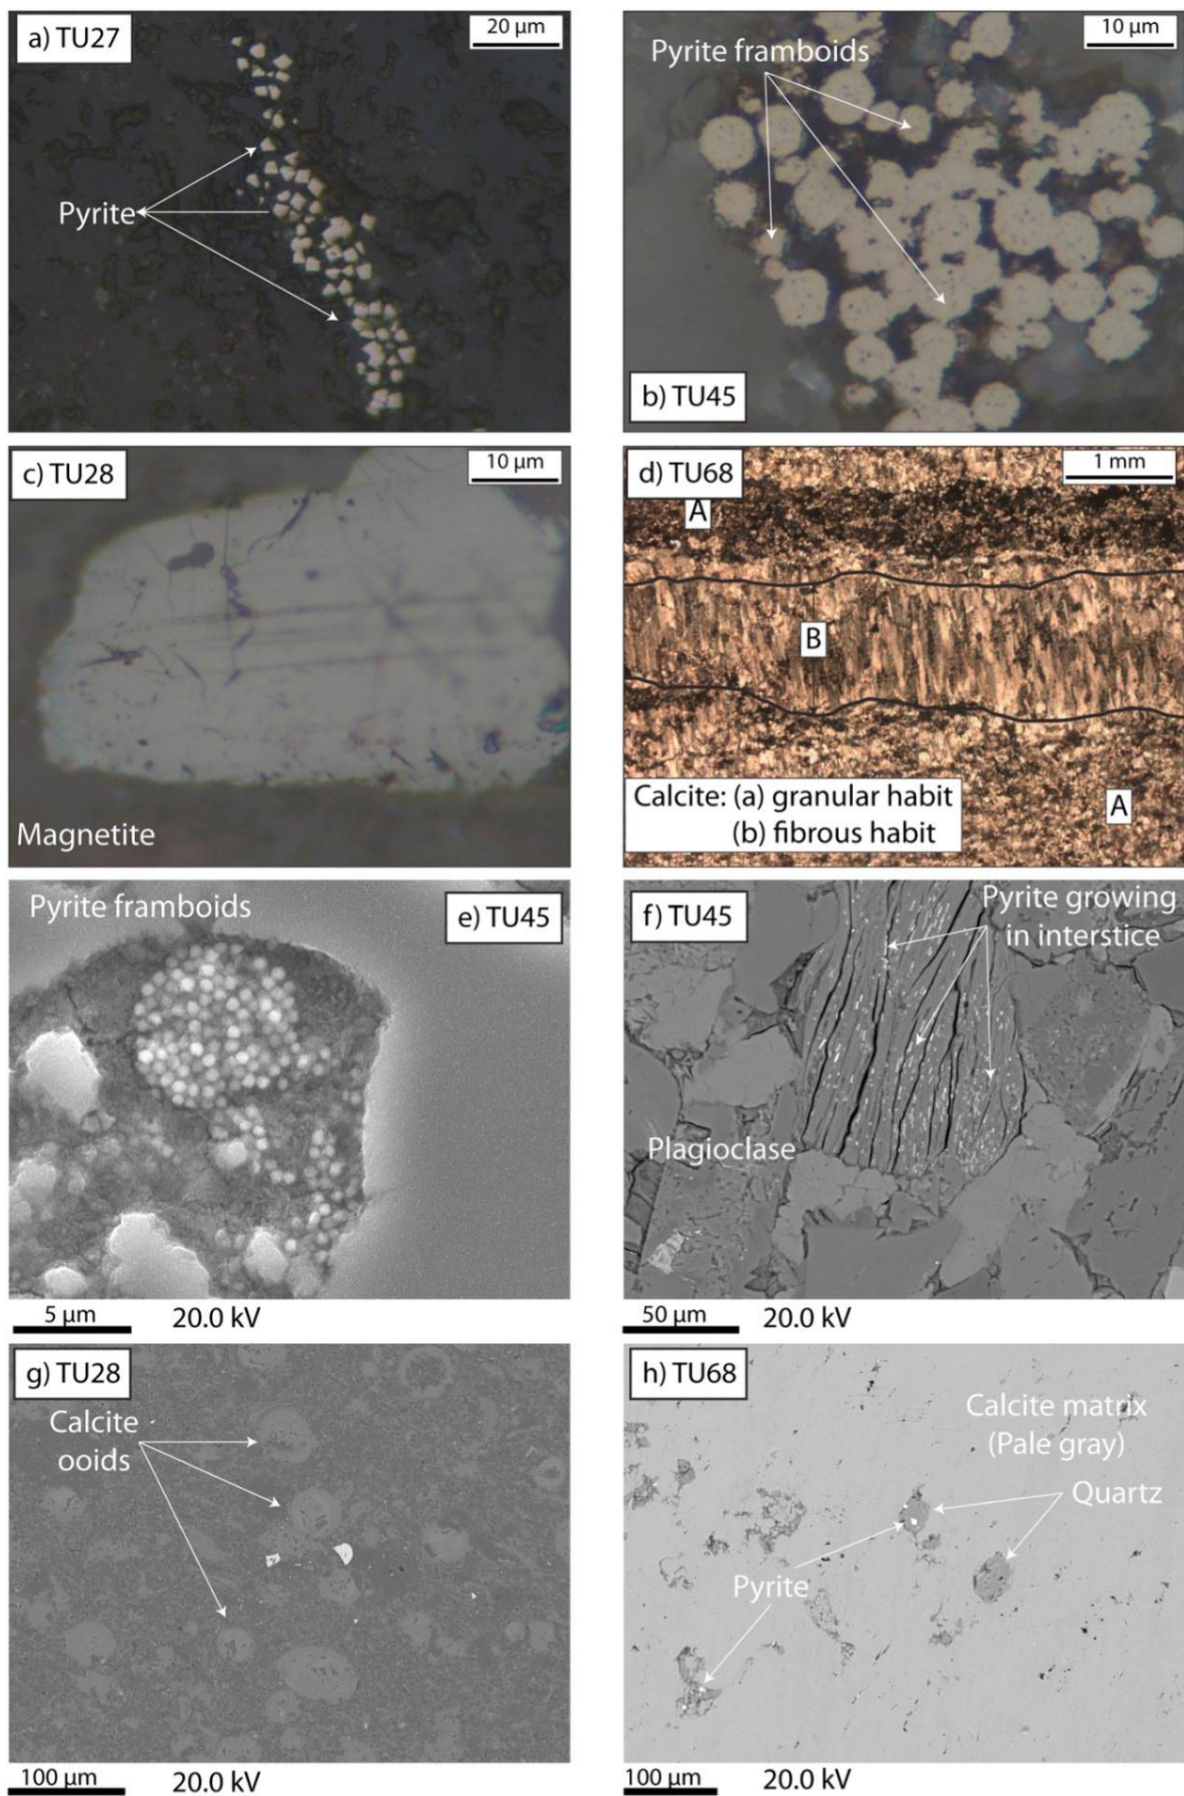 a) TU27
20 µm
Pyrite
Pyrite framboids
10 µm
b) TU45
c) TU28
10 µm
Magnetite
d) TU68
1 mm
A
B
A
Calcite: (a) granular habit
(b) fibrous habit
Pyrite framboids
e) TU45
5 µm
20.0 kV
f) TU45
Pyrite growing
in interstice
Plagioclase
50 µm
20.0 kV
g) TU28
Calcite
ooids
100 µm
20.0 kV
h) TU68
Calcite matrix
(Pale gray)
Quartz
Pyrite
100 µm
20.0 kV